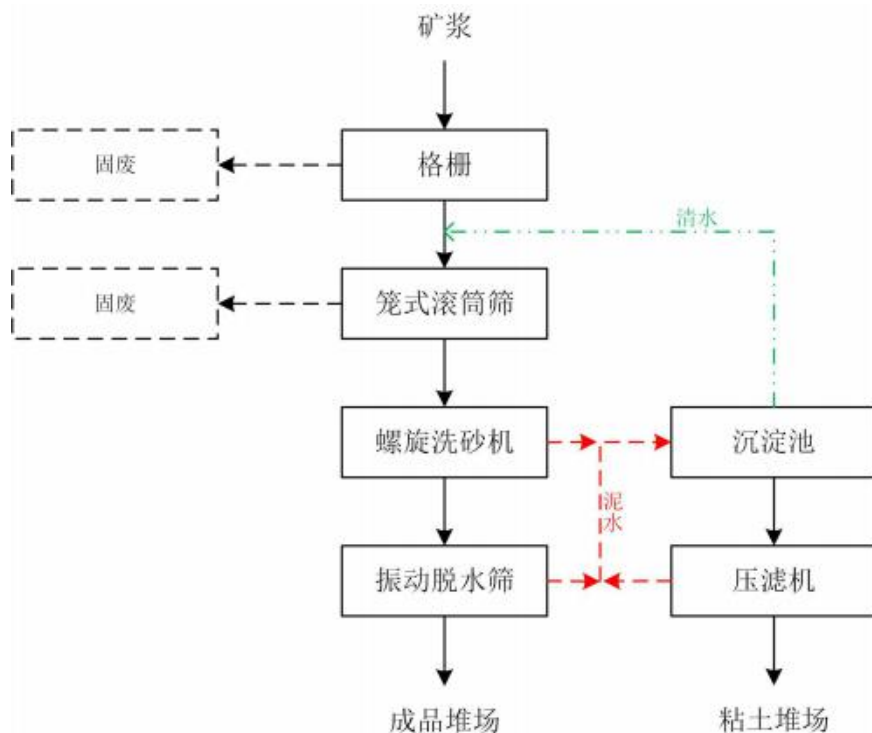 矿浆
固废
格栅
清水
固废
笼式滚筒筛
螺旋洗砂机
沉淀池
泥水
振动脱水筛
压滤机
成品堆场
粘土堆场